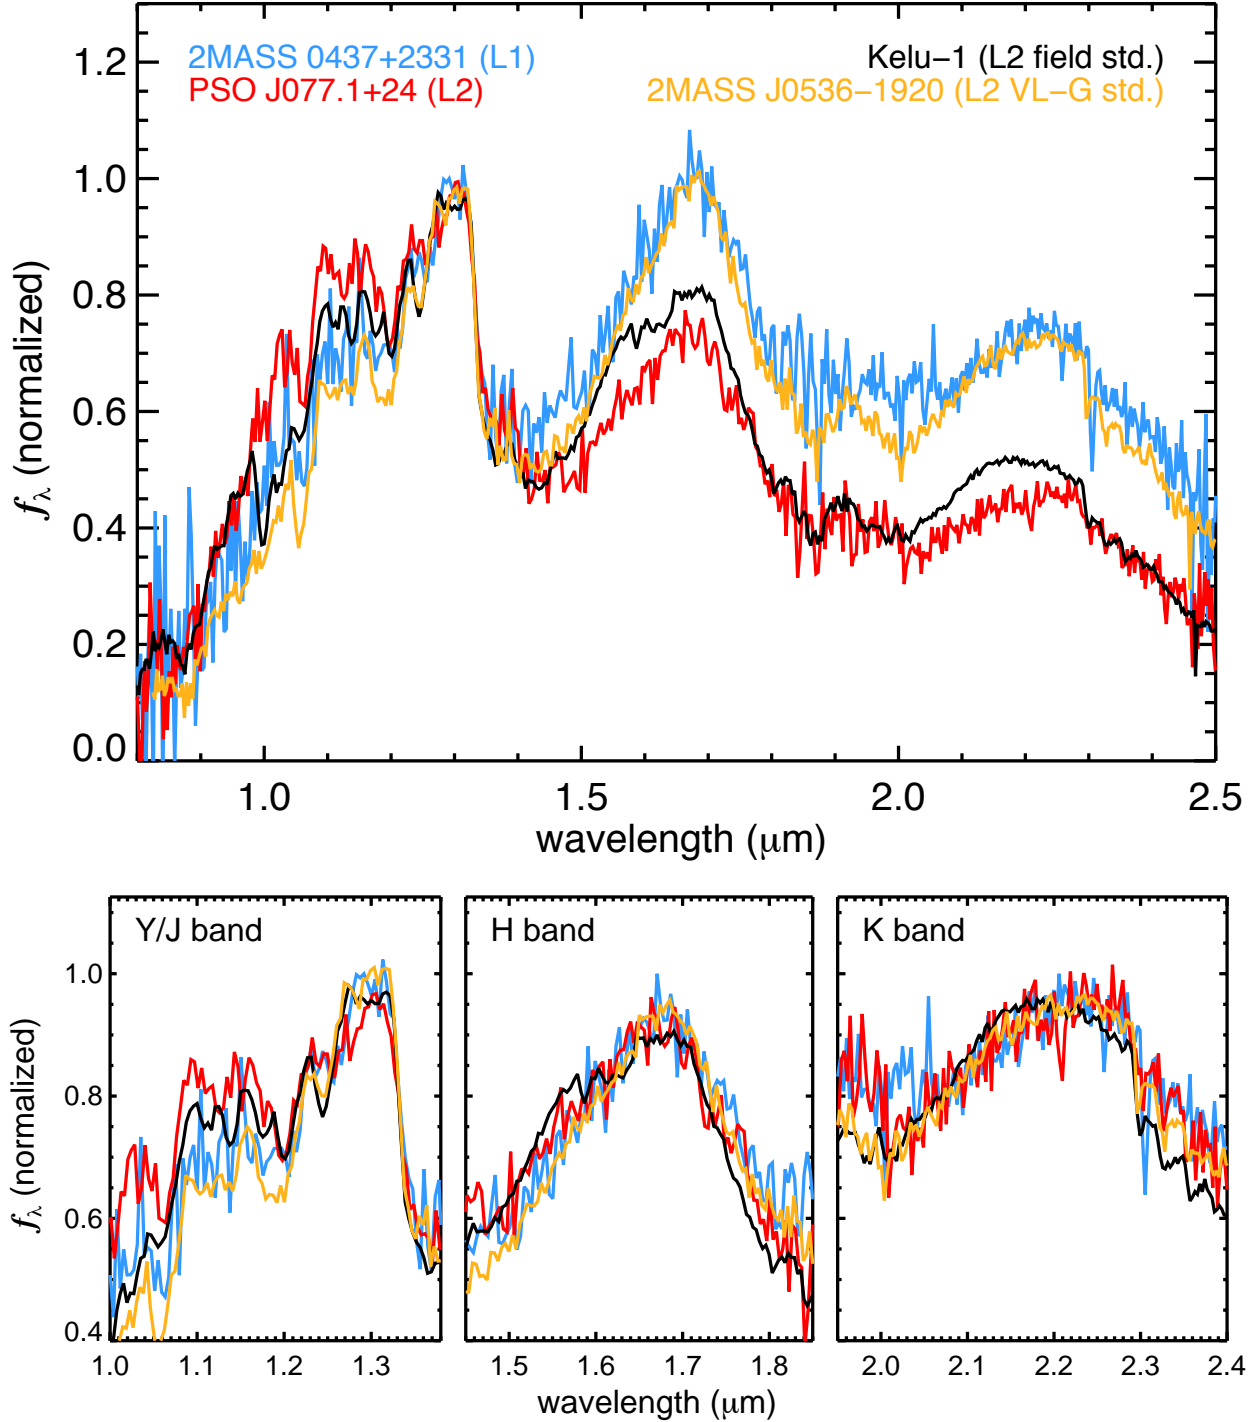 2MASS 0437+2331 (L1)
PSO J077.1+24 (L2)
Kelu−1 (L2 field std.)
2MASS J0536−1920 (L2 VL−G std.)
1.2
1.0
0.8
0.6
0.4
0.2
0.0
fλ (normalized)
1.0 1.5 2.0 2.5
wavelength (μm)
Y/J band
H band
K band
1.0
0.8
0.6
0.4
fλ (normalized)
1.0 1.1 1.2 1.3
1.5 1.6 1.7 1.8
2.0 2.1 2.2 2.3 2.4
wavelength (μm)